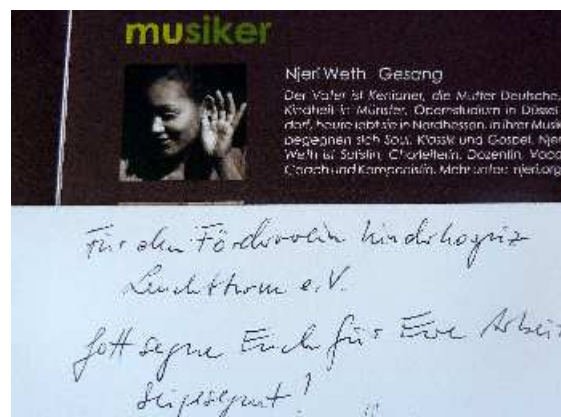 musiker
Njeri Weth Gesang
Der Vater ist Kenianer, die Mutter Deutsche,
Kindheit in Münster, Opernstudium in Düssel-
dorf, heute lebt sie in Nordhessen. In ihrer Musik
begegnen sich Soul, Klassik und Gospel. Njeri
Weth ist Solistin, Chorleiterin, Dozentin, Vocal
Coach und Komponistin. Mehr unter: njeri.org
Für den Förderverein Kinderhospiz
Leuchtturm e.V.
Gott segne Euch für Eure Arbeit
Seid gesegnet!